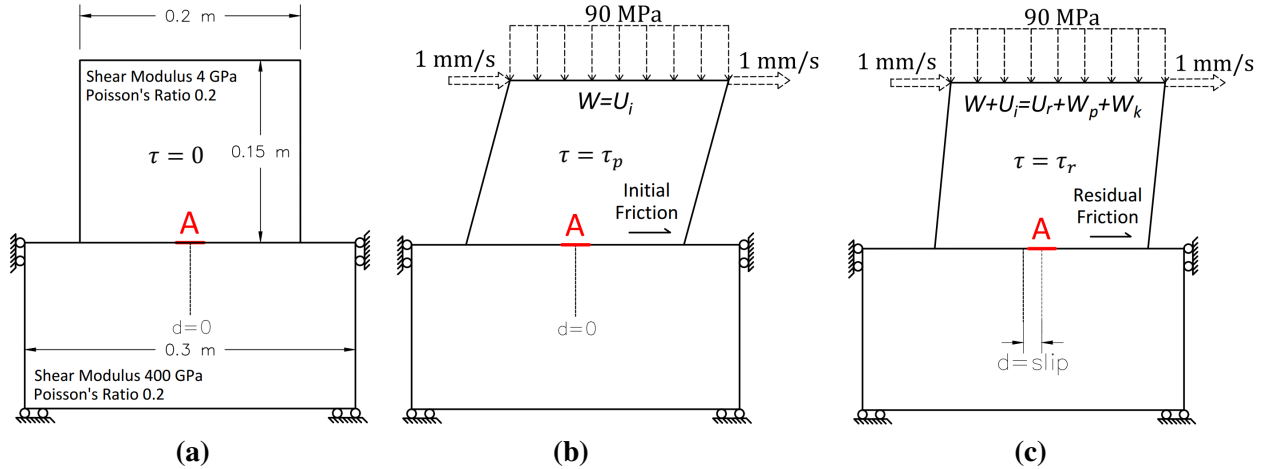 0.2 m
Shear Modulus 4 GPa
Poisson's Ratio 0.2
τ = 0
0.15 m
A
d=0
0.3 m
Shear Modulus 400 GPa
Poisson's Ratio 0.2
(a)
90 MPa
1 mm/s
1 mm/s
W=U_i
τ = τ_p
Initial
Friction
A
d=0
(b)
90 MPa
1 mm/s
1 mm/s
W+U_i=U_r+W_p+W_k
τ = τ_r
Residual
Friction
A
d=slip
(c)